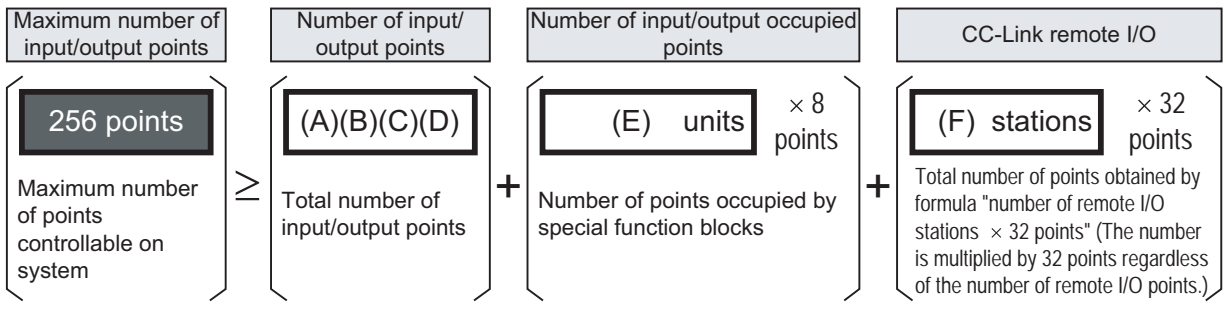 Maximum number of
input/output points
Number of input/
output points
Number of input/output occupied
points
CC-Link remote I/O
256 points
Maximum number
of points
controllable on
system
≥
(A)(B)(C)(D)
Total number of
input/output points
+
(E) units
× 8
points
Number of points occupied by
special function blocks
+
(F) stations
× 32
points
Total number of points obtained by
formula "number of remote I/O
stations × 32 points" (The number
is multiplied by 32 points regardless
of the number of remote I/O points.)